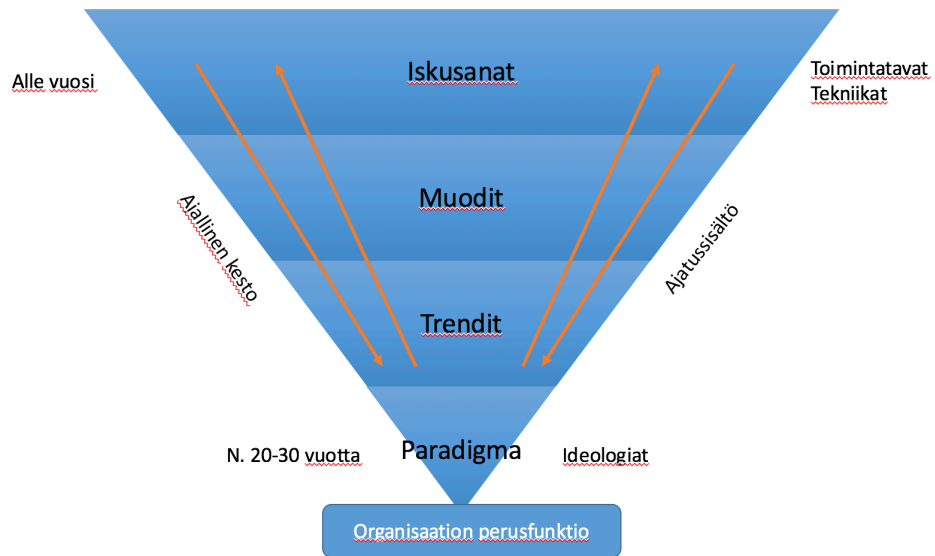 Iskusanat
Alle vuosi
Toimintatavat
Tekniikat
Muodit
Ajallinen kesto
Ajatussisältö
Trendit
N. 20-30 vuotta
Paradigma
Ideologiat
Organisaation perusfunktio